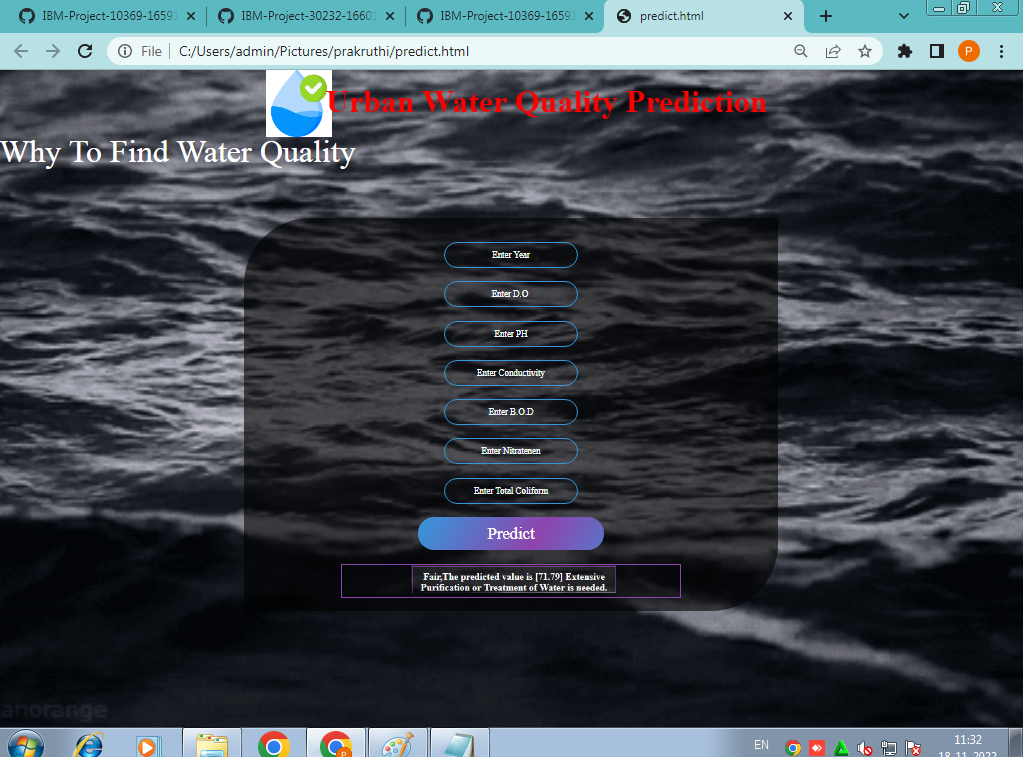 IBM-Project-10369-16591
IBM-Project-30232-16601
IBM-Project-10369-16591
predict.html
File
C:/Users/admin/Pictures/prakruthi/predict.html
P
Urban Water Quality Prediction
Why To Find Water Quality
Enter Year
Enter D.O
Enter PH
Enter Conductivity
Enter B.O.D
Enter Nitratenen
Enter Total Coliform
Predict
Fair,The predicted value is [71.79] Extensive
Purification or Treatment of Water is needed.
anorange
EN
11:32
18-11-2022